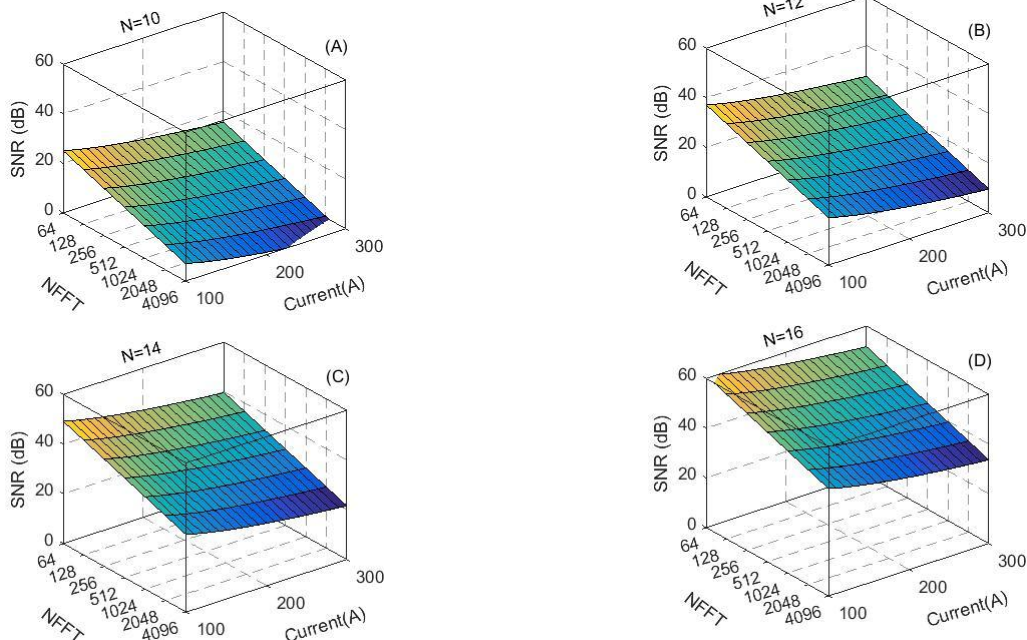 N=10
(A)
60
40
20
0
SNR (dB)
64
128
256
512
1024
2048
4096
NFFT
100
200
300
Current(A)
N=12
(B)
60
40
20
0
SNR (dB)
64
128
256
512
1024
2048
4096
NFFT
100
200
300
Current(A)
N=14
(C)
60
40
20
0
SNR (dB)
64
128
256
512
1024
2048
4096
NFFT
100
200
300
Current(A)
N=16
(D)
60
40
20
0
SNR (dB)
64
128
256
512
1024
2048
4096
NFFT
100
200
300
Current(A)